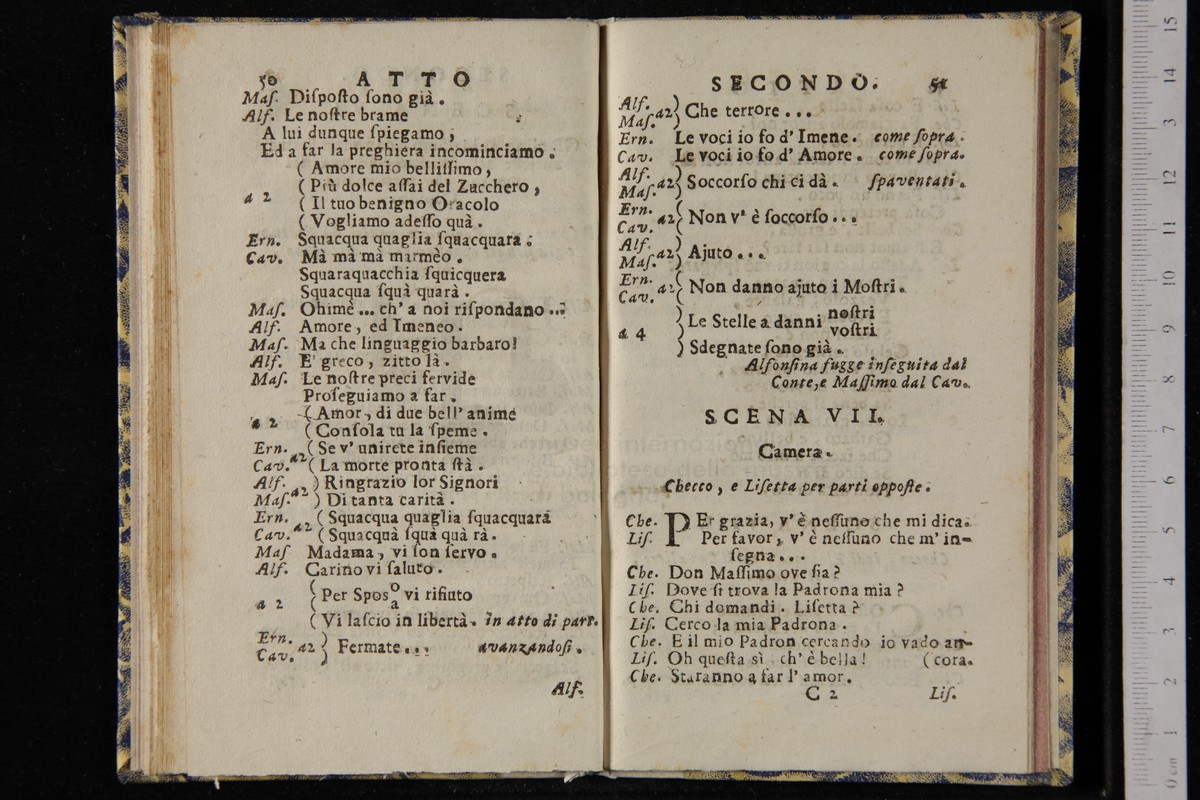 50 ATTO
Maſ. Diſpoſto ſono già.
Alf. Le noſtre brame
A lui dunque ſpiegamo,
Ed a far la preghiera incominciamo.
( Amore mio belliſſimo,
( Più dolce aſſai del Zucchero,
a 2
( Il tuo benigno Oracolo
( Vogliamo adeſſo quà.
Ern. Squacqua quaglia ſquacquara.
Cav. Mà mà mà mirmèo.
Squaraquacchia ſquicquera
Squacqua ſquà quarà.
Maſ. Ohimè ... ch' a noi riſpondano ...?
Alf. Amore, ed Imeneo.
Maſ. Ma che linguaggio barbaro!
Alf. E' greco, zitto là.
Maſ. Le noſtre preci fervide
Proſeguiamo a far.
( Amor, di due bell' anime
a 2
( Conſola tu la ſpeme.
Ern. ( Se v' unirete inſieme
a2
Cav. ( La morte pronta ſtà.
Alf. ) Ringrazio lor Signori
a2
Maſ. ) Di tanta carità.
Ern. ( Squacqua quaglia ſquacquarà
a2
Cav. ( Squacquà ſquà quà rà.
Maſ Madama, vi ſon ſervo.
Alf. Carino vi ſaluto.
a 2 ( Per Spos o/a vi rifiuto
( Vi laſcio in libertà. in atto di part.
Ern.
Cav. a2 ) Fermate... avanzandoſi.
Alf.
SECONDO. 51
Alf.
Maſ. a2 ) Che terrore...
Ern. Le voci io fo d' Imene. come ſopra.
Cav. Le voci io fo d' Amore. come ſopra.
Alf.
Maſ. a2 ( Soccorſo chi ci dà. ſpaventati.
Ern.
Cav. a2 ( Non v' è ſoccorſo...
Alf.
Maſ. a2 ) Ajuto...
Ern.
Cav. a2 ( Non danno ajuto i Moſtri.
a 4 ) Le Stelle a danni noſtri
voſtri
) Sdegnate ſono già.
Alfonſina fugge inſeguita dal
Conte, e Maſſimo dal Cav.
SCENA VII.
Camera.
Checco, e Liſetta per parti oppoſte.
Che. PEr grazia, v' è neſſuno che mi dica.
Liſ. Per favor, v' è neſſuno che m' in-
ſegna...
Che. Don Maſſimo ove ſia?
Liſ. Dove ſi trova la Padrona mia?
Che. Chi domandi. Liſetta?
Liſ. Cerco la mia Padrona.
Che. E il mio Padron cercando io vado an-
Liſ. Oh queſta sì ch' è bella! (cora.
Che. Staranno a far l' amor.
C 2 Liſ.